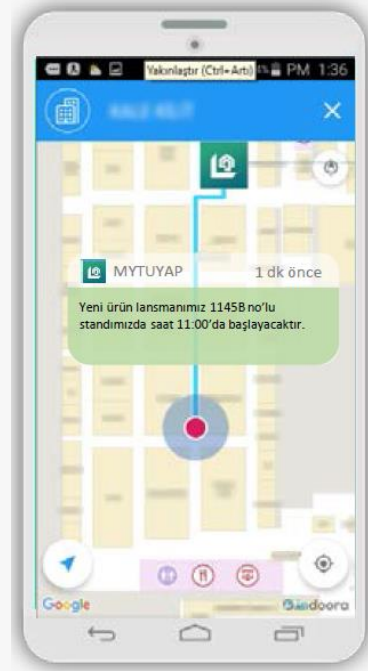 Yakınlaştır (Ctrl+Artı)
PM 1:36
MYTUYAP
1 dk önce
Yeni ürün lansmanımız 1145B no'lu
standımızda saat 11:00'da başlayacaktır.
Google